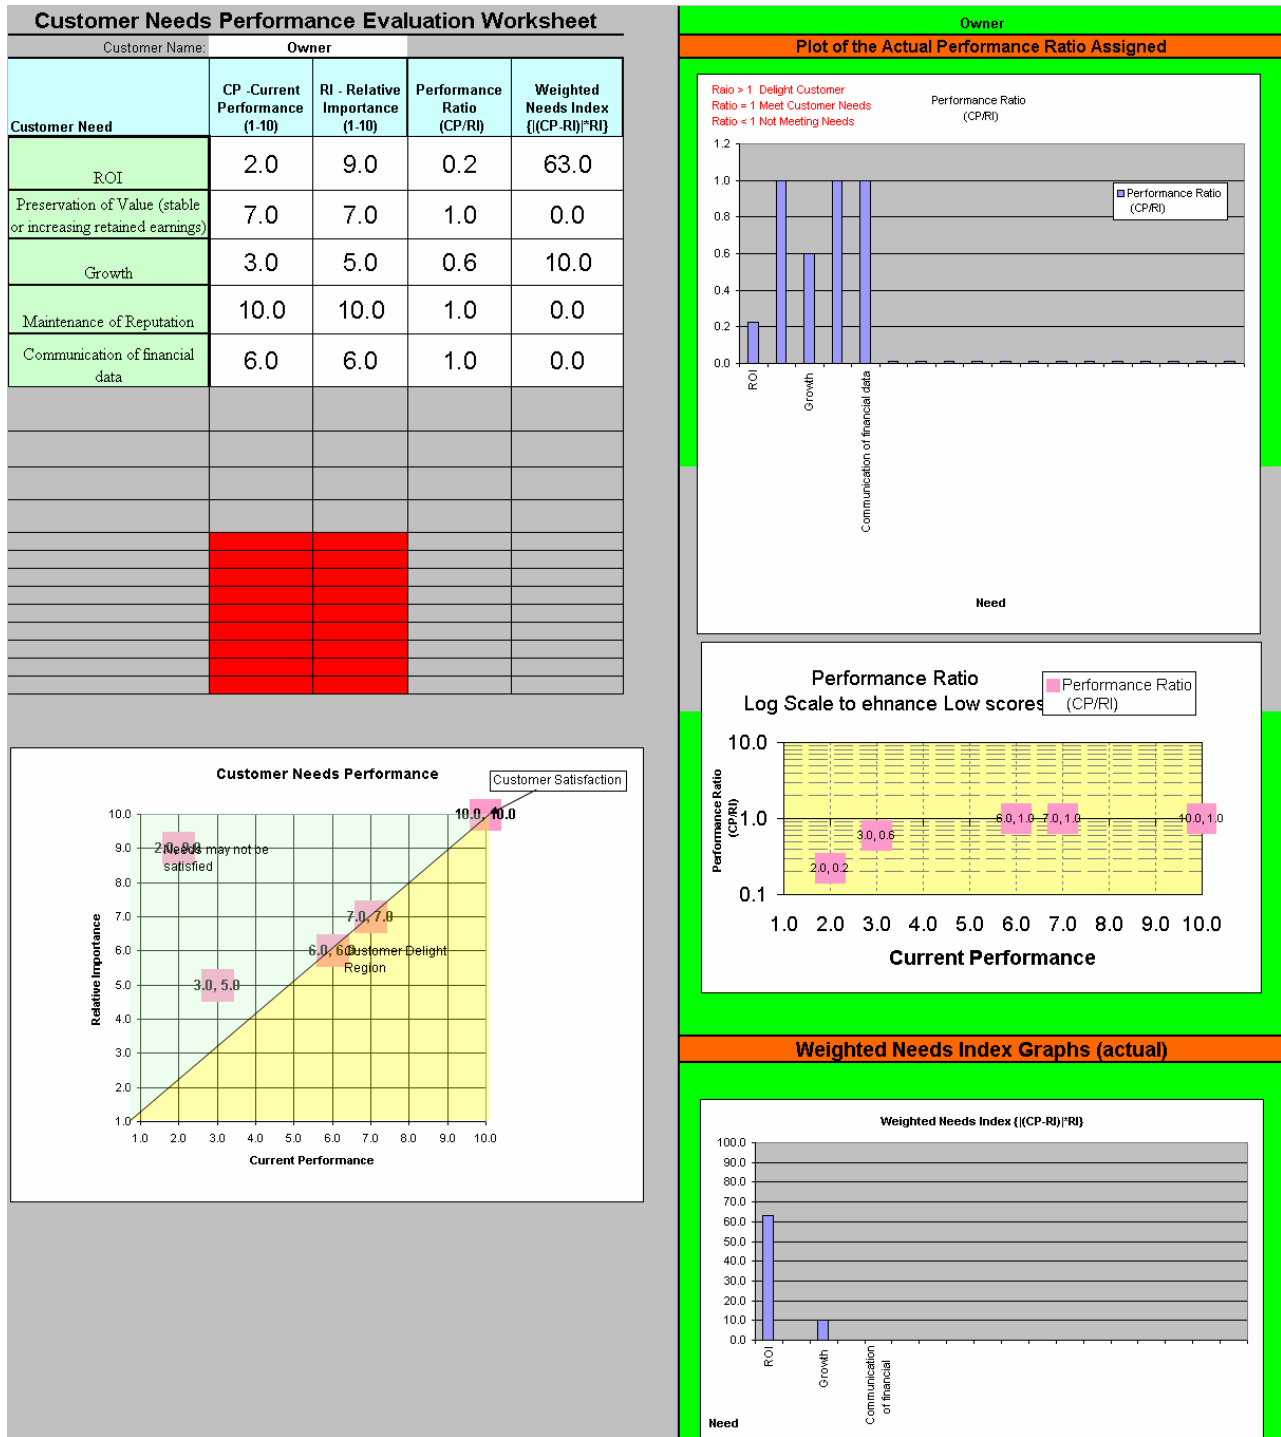 Customer Needs Performance Evaluation Worksheet
Customer Name: Owner
Customer Need
CP -Current
Performance
(1-10)
RI - Relative
Importance
(1-10)
Performance
Ratio
(CP/RI)
Weighted
Needs Index
{|(CP-RI)|*RI}
ROI 2.0 9.0 0.2 63.0
Preservation of Value (stable
or increasing retained earnings)
7.0 7.0 1.0 0.0
Growth 3.0 5.0 0.6 10.0
Maintenance of Reputation 10.0 10.0 1.0 0.0
Communication of financial
data
6.0 6.0 1.0 0.0
Customer Needs Performance
Customer Satisfaction
10.0, 10.0
2.0, 9.0
Needs may not be
satisfied
7.0, 7.0
6.0, 6.0
Customer Delight
Region
3.0, 5.0
10.0
9.0
8.0
7.0
6.0
5.0
4.0
3.0
2.0
1.0
Relative Importance
1.0 2.0 3.0 4.0 5.0 6.0 7.0 8.0 9.0 10.0
Current Performance
Owner
Plot of the Actual Performance Ratio Assigned
Raio > 1 Delight Customer
Ratio = 1 Meet Customer Needs
Ratio < 1 Not Meeting Needs
Performance Ratio
(CP/RI)
1.2
1.0
0.8
0.6
0.4
0.2
0.0
Performance Ratio
(CP/RI)
ROI
Growth
Communication of financial data
Need
Performance Ratio
Log Scale to ehnance Low scores
Performance Ratio
(CP/RI)
10.0
1.0
0.1
Performance Ratio
(CP/RI)
2.0, 0.2
3.0, 0.6
6.0, 1.0
7.0, 1.0
10.0, 1.0
1.0 2.0 3.0 4.0 5.0 6.0 7.0 8.0 9.0 10.0
Current Performance
Weighted Needs Index Graphs (actual)
Weighted Needs Index {|(CP-RI)|*RI}
100.0
90.0
80.0
70.0
60.0
50.0
40.0
30.0
20.0
10.0
0.0
ROI
Growth
Communication
of financial
Need